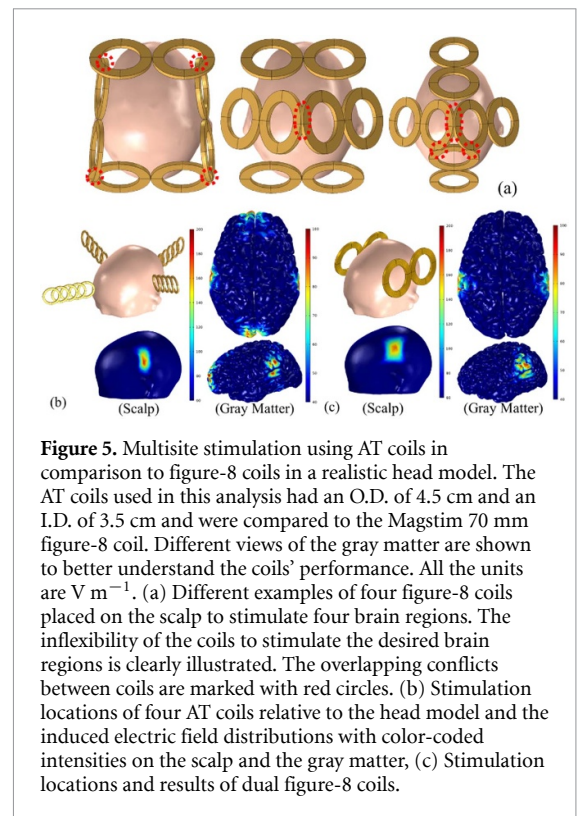 (a)
(b)
(Scalp)
(Gray Matter)
(c)
(Scalp)
(Gray Matter)
Figure 5. Multisite stimulation using AT coils in
comparison to figure-8 coils in a realistic head model. The
AT coils used in this analysis had an O.D. of 4.5 cm and an
I.D. of 3.5 cm and were compared to the Magstim 70 mm
figure-8 coil. Different views of the gray matter are shown
to better understand the coils’ performance. All the units
are V m−1. (a) Different examples of four figure-8 coils
placed on the scalp to stimulate four brain regions. The
inflexibility of the coils to stimulate the desired brain
regions is clearly illustrated. The overlapping conflicts
between coils are marked with red circles. (b) Stimulation
locations of four AT coils relative to the head model and the
induced electric field distributions with color-coded
intensities on the scalp and the gray matter, (c) Stimulation
locations and results of dual figure-8 coils.